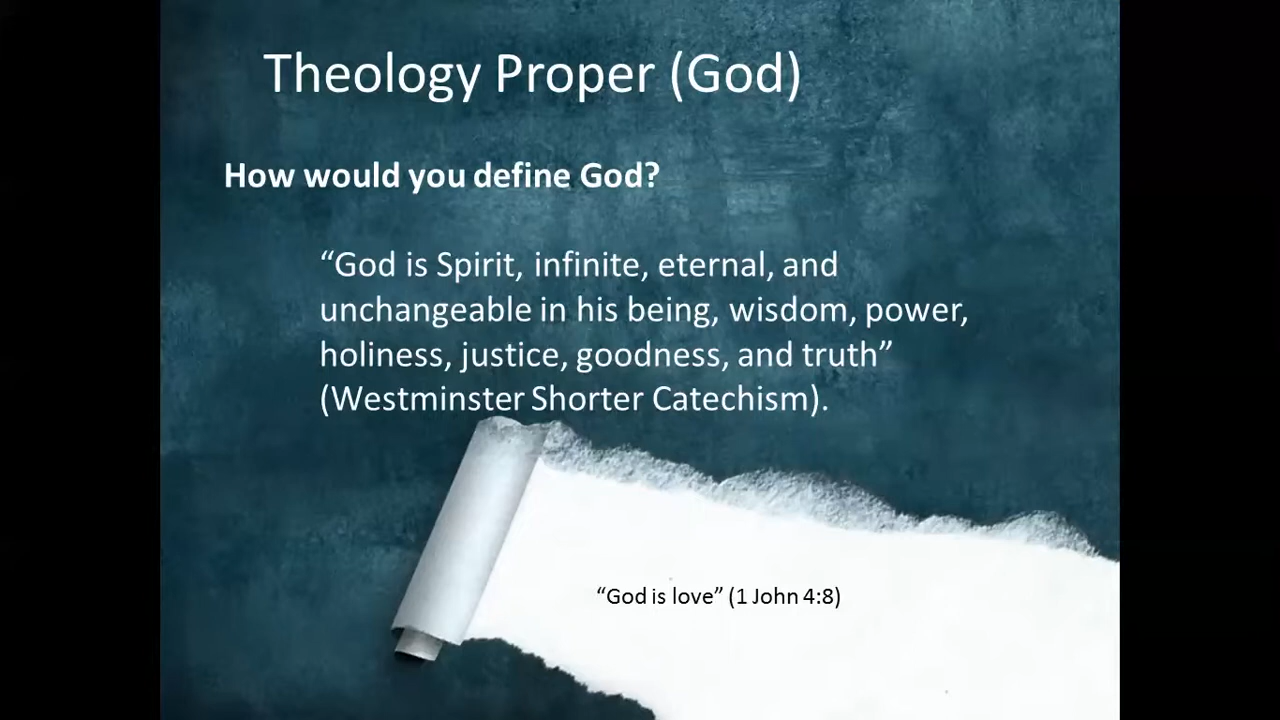 Theology Proper (God)
How would you define God?
“God is Spirit, infinite, eternal, and
unchangeable in his being, wisdom, power,
holiness, justice, goodness, and truth”
(Westminster Shorter Catechism).
“God is love” (1 John 4:8)